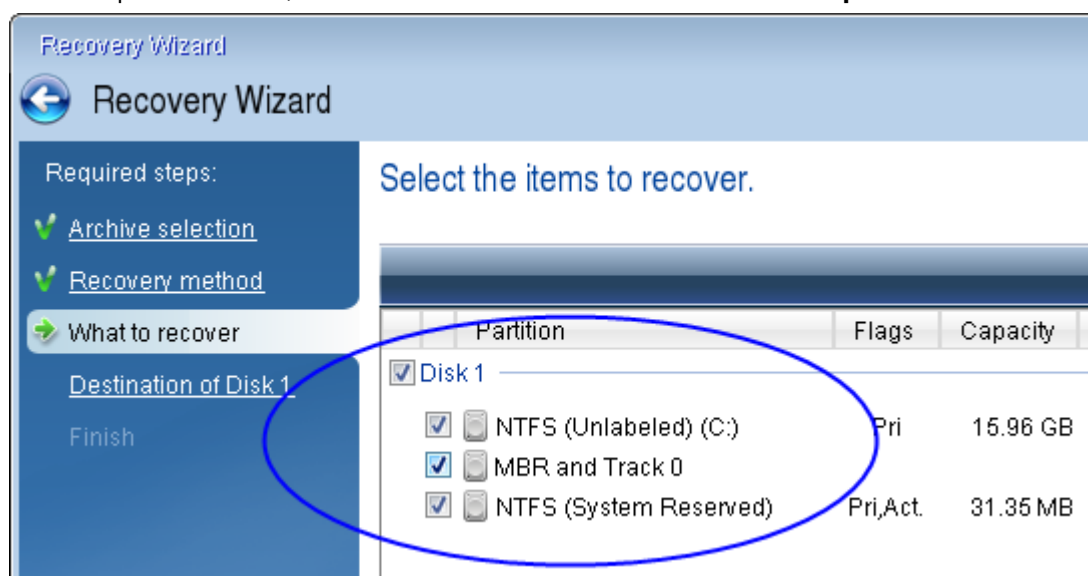 Recovery Wizard
Recovery Wizard
Required steps:
Select the items to recover.
Archive selection
Recovery method
What to recover
Partition Flags Capacity
Disk 1
Destination of Disk 1
NTFS (Unlabeled) (C:) Pri 15.96 GB
Finish
MBR and Track 0
NTFS (System Reserved) Pri,Act. 31.35 MB